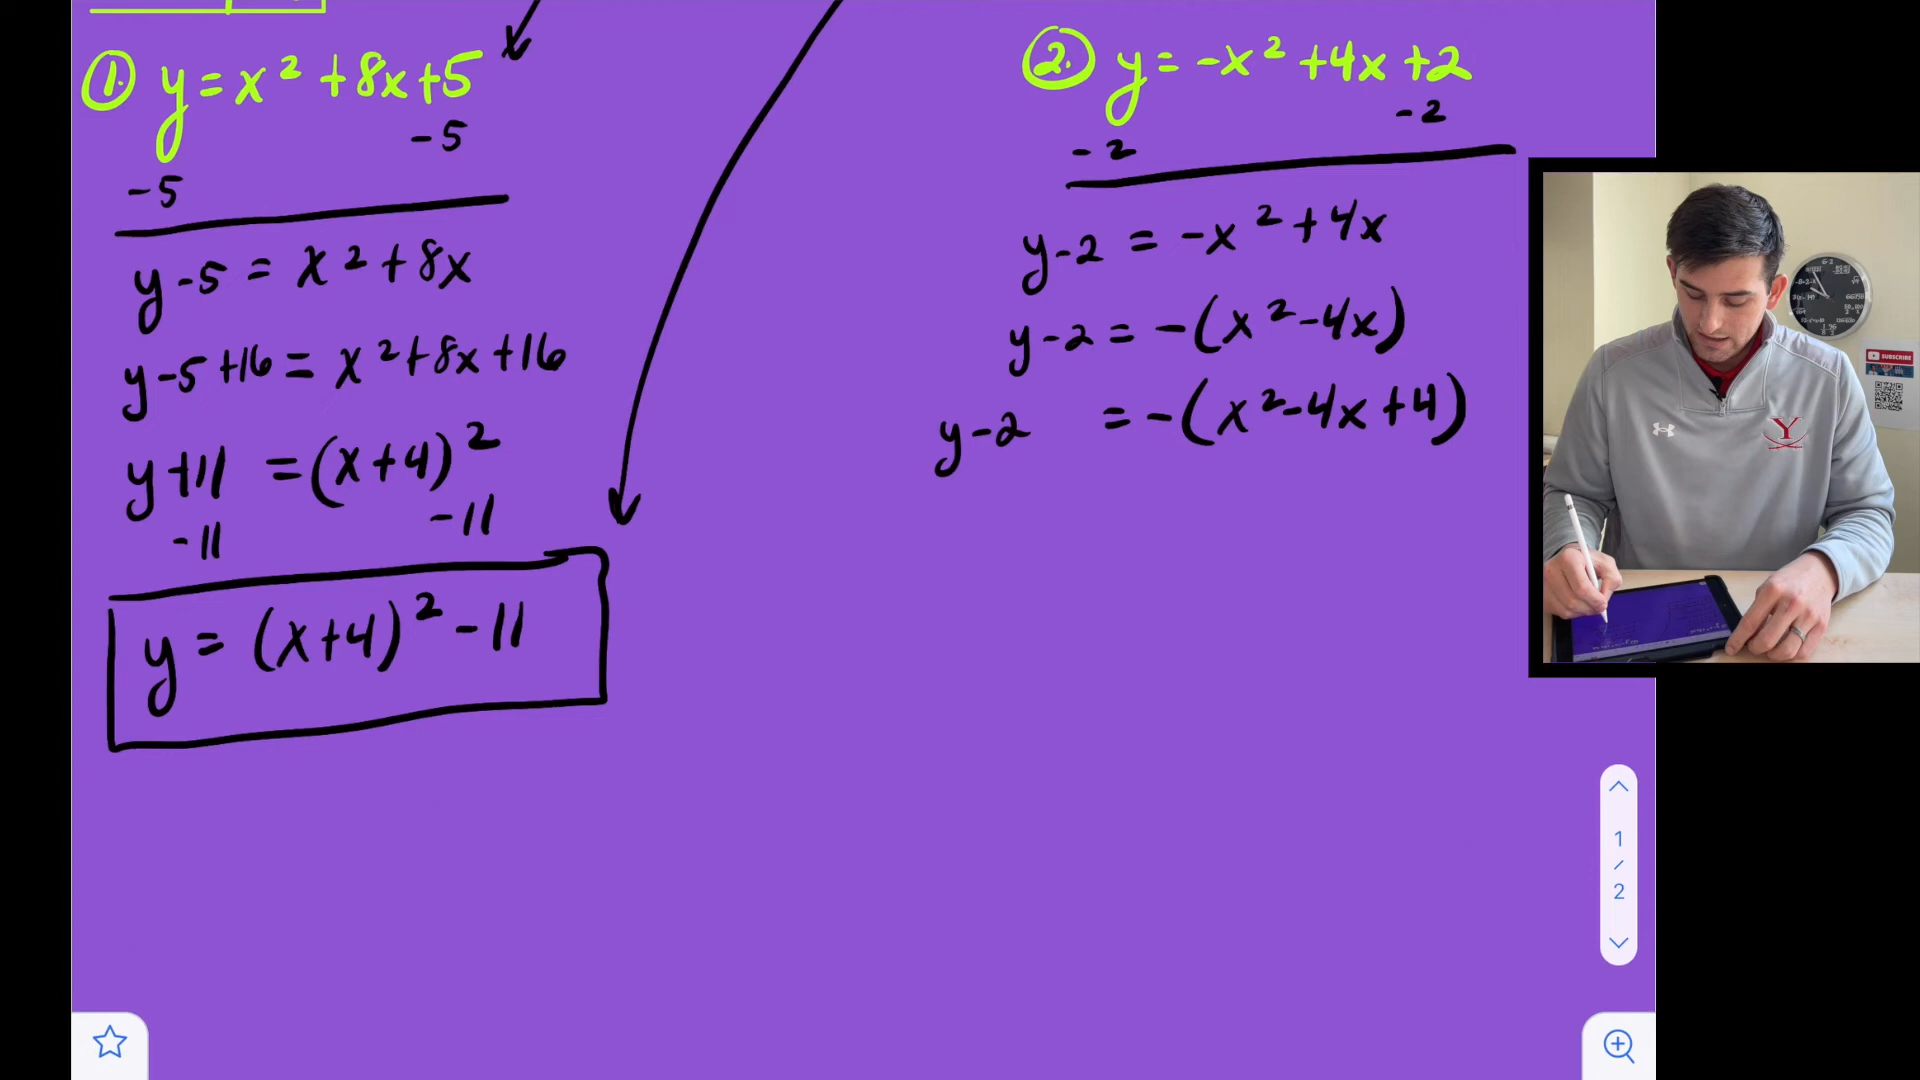 ① y = x² + 8x + 5
-5
-5
y - 5 = x² + 8x
y - 5 + 16 = x² + 8x + 16
y + 11 = (x + 4)²
-11
-11
y = (x + 4)² - 11
②. y = -x² + 4x + 2
-2
-2
y - 2 = -x² + 4x
y - 2 = -(x² - 4x)
y - 2 = -(x² - 4x + 4)
SUBSCRIBE
Y
1
/
2